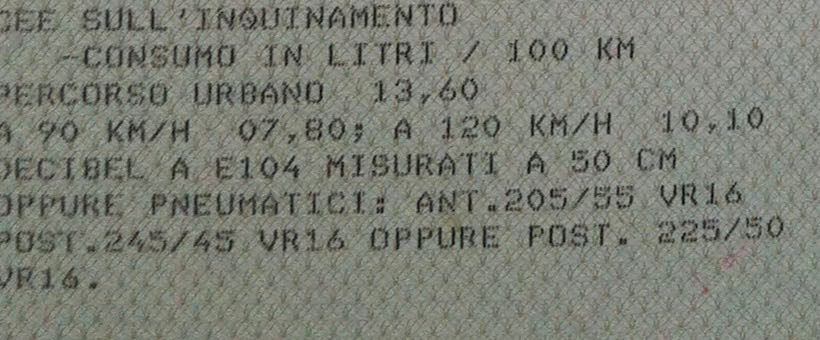 CEE SULL'INQUINAMENTO
-CONSUMO IN LITRI / 100 KM
PERCORSO URBANO 13,60
A 90 KM/H 07,80; A 120 KM/H 10,10
DECIBEL A E104 MISURATI A 50 CM
OPPURE PNEUMATICI: ANT.205/55 VR16
POST.245/45 VR16 OPPURE POST. 225/50
VR16.